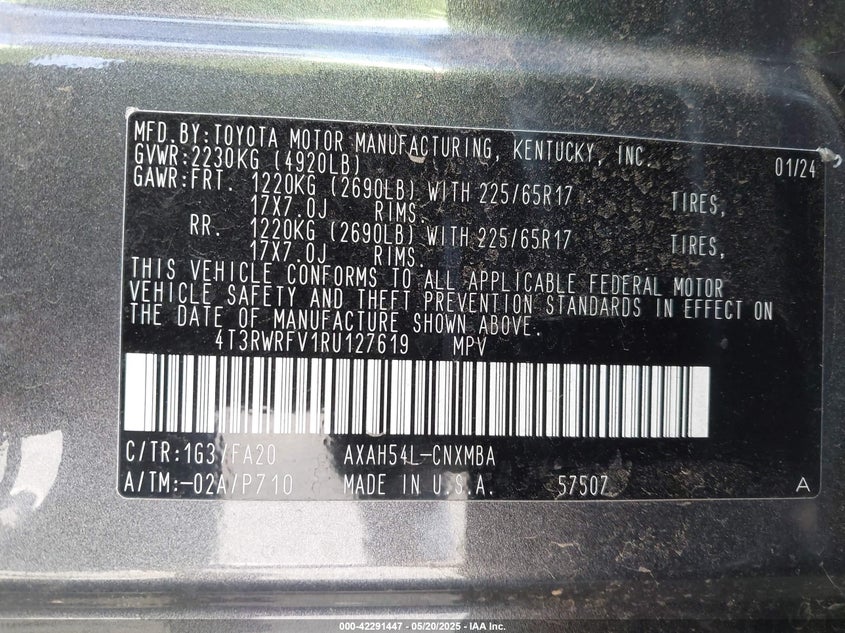 MFD.BY:TOYOTA MOTOR MANUFACTURING, KENTUCKY, INC. 01/24
GVWR:2230KG (4920LB)
GAWR:FRT. 1220KG (2690LB) WITH 225/65R17 TIRES,
17X7.0J RIMS.
RR. 1220KG (2690LB) WITH 225/65R17 TIRES,
17X7.0J RIMS.
THIS VEHICLE CONFORMS TO ALL APPLICABLE FEDERAL MOTOR
VEHICLE SAFETY AND THEFT PREVENTION STANDARDS IN EFFECT ON
THE DATE OF MANUFACTURE SHOWN ABOVE.
4T3RWRFV1RU127619 MPV
C/TR:1G3/FA20 AXAH54L-CNXMBA
A/TM:-02A/P710 MADE IN U.S.A. 57507 A
000-42291447 - 05/20/2025 - IAA Inc.